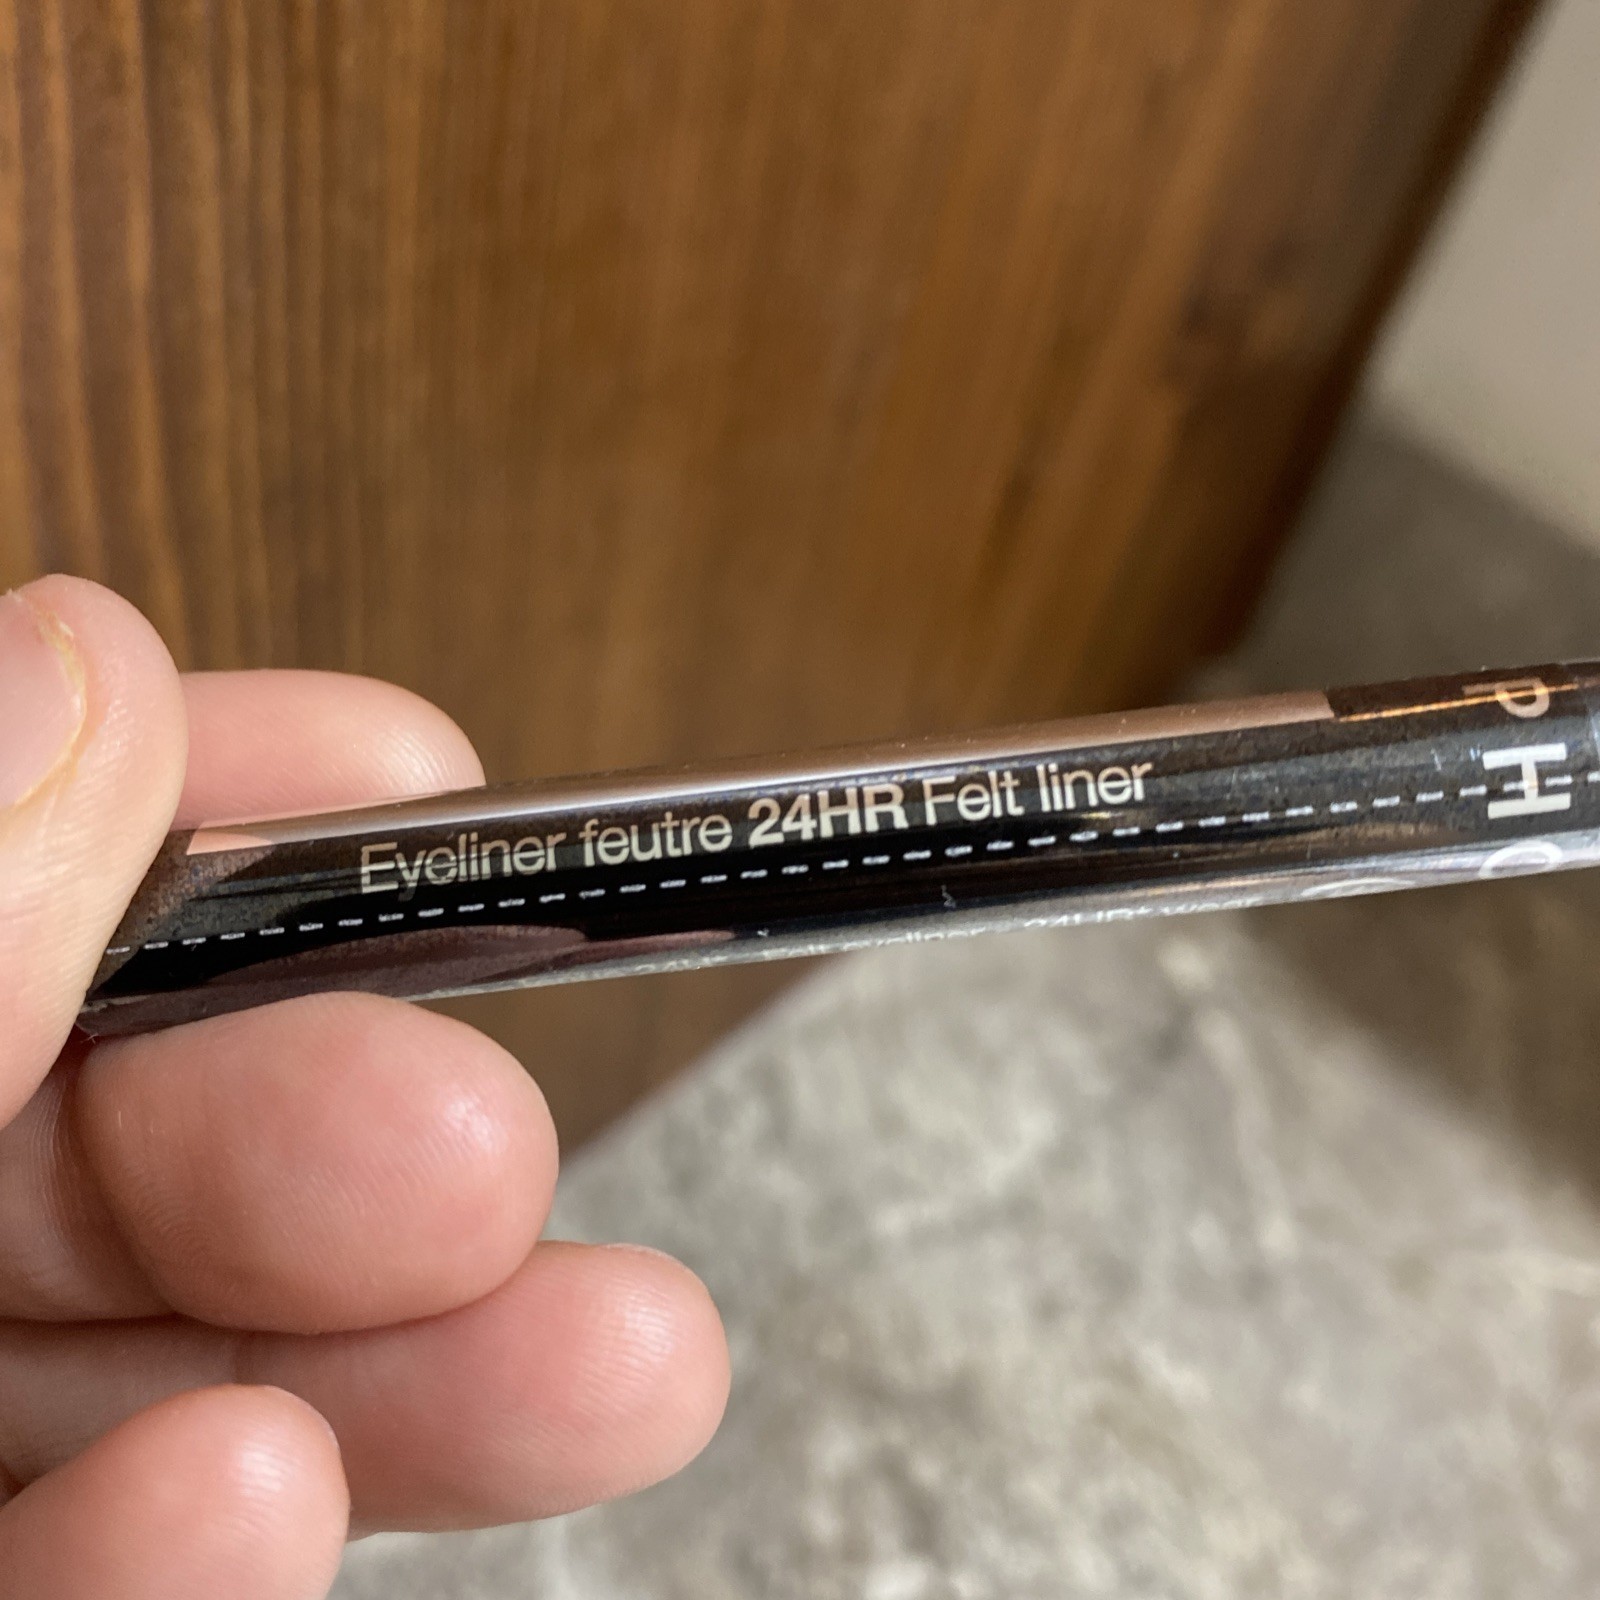 Eyeliner feutre 24HR Felt liner
P H O